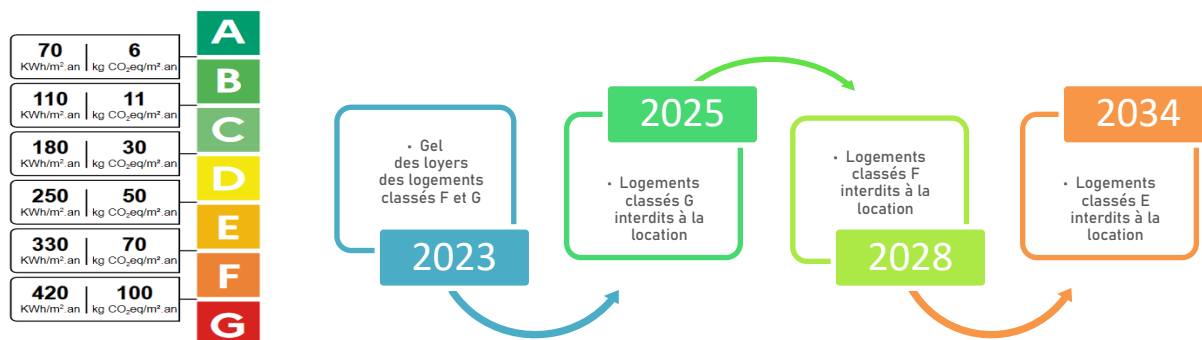 A
70 | 6
KWh/m².an | kg CO₂eq/m².an
B
110 | 11
KWh/m².an | kg CO₂eq/m².an
C
180 | 30
KWh/m².an | kg CO₂eq/m².an
D
250 | 50
KWh/m².an | kg CO₂eq/m².an
E
330 | 70
KWh/m².an | kg CO₂eq/m².an
F
420 | 100
KWh/m².an | kg CO₂eq/m².an
G
• Gel
des loyers
des logements
classés F et G
2023
2025
• Logements
classés G
interdits à la
location
• Logements
classés F
interdits à la
location
2028
2034
• Logements
classés E
interdits à la
location